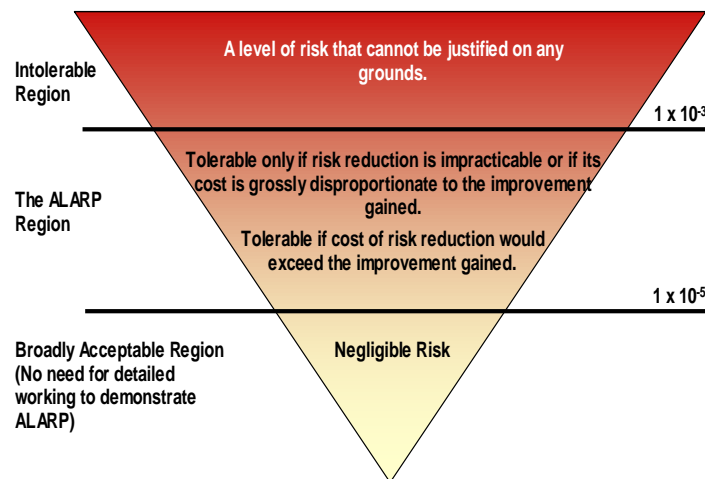 A level of risk that cannot be justified on any
grounds.
Intolerable
Region
1 x 10⁻³
Tolerable only if risk reduction is impracticable or if its
cost is grossly disproportionate to the improvement
gained.
The ALARP
Region
Tolerable if cost of risk reduction would
exceed the improvement gained.
1 x 10⁻⁵
Broadly Acceptable Region
(No need for detailed
working to demonstrate
ALARP)
Negligible Risk